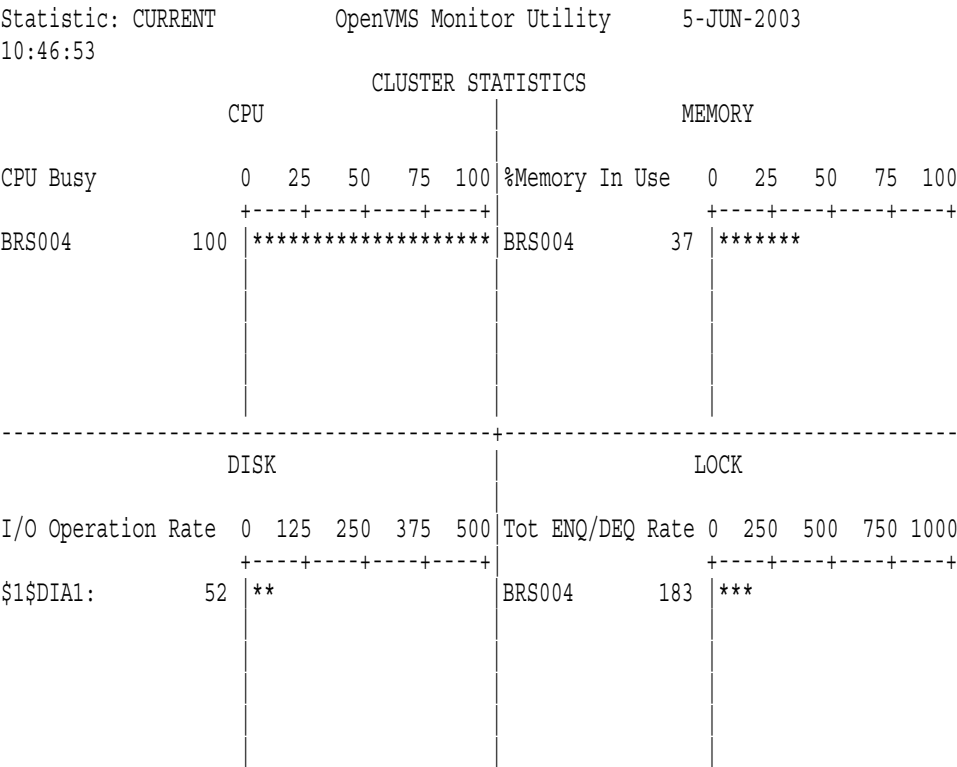 Statistic: CURRENT          OpenVMS Monitor Utility      5-JUN-2003
10:46:53
                               CLUSTER STATISTICS
                   CPU                   |               MEMORY
                                         |
CPU Busy            0   25   50   75  100|%Memory In Use   0   25   50   75  100
                    +----+----+----+----+|                 +----+----+----+----+
BRS004          100 |********************|BRS004        37 |*******
                    |                    |                 |
                    |                    |                 |
                    |                    |                 |
                    |                    |                 |
                    |                    |                 |
-----------------------------------------+--------------------------------------
                   DISK                  |                LOCK
                                         |
I/O Operation Rate  0  125  250  375  500|Tot ENQ/DEQ Rate 0  250  500  750 1000
                    +----+----+----+----+|                 +----+----+----+----+
$1$DIA1:         52 |**                  |BRS004       183 |***
                    |                    |                 |
                    |                    |                 |
                    |                    |                 |
                    |                    |                 |
                    |                    |                 |